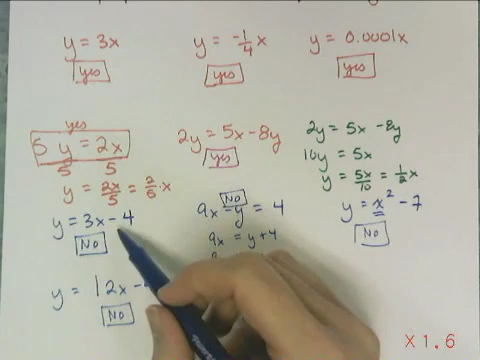 y = 3x
yes
y = -1/4 x
yes
y = 0.0001x
yes
yes
5 y = 2x
5 5
y = 2x/5 = 2/5 · x
2y = 5x - 8y
yes
2y = 5x - 8y
10y = 5x
y = 5x/10 = 1/2 x
y = 3x - 4
No
No
9x - y = 4
9x = y + 4
y = x² - 7
No
y = 12x -
No
X1.6